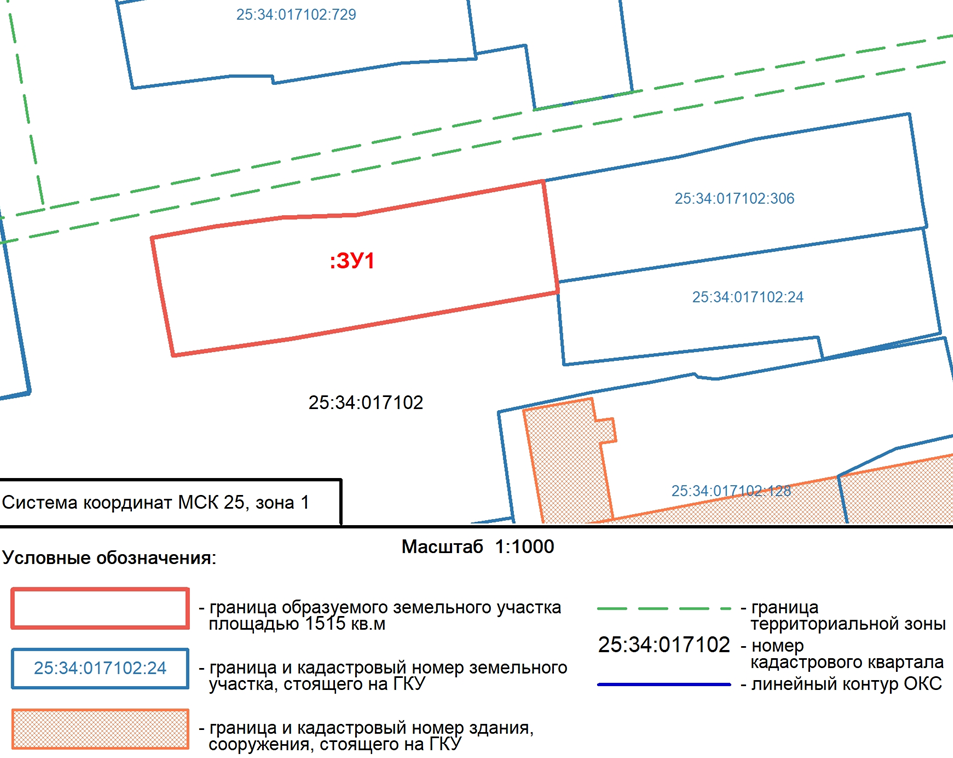 25:34:017102:729
25:34:017102:306
:ЗУ1
25:34:017102:24
25:34:017102
25:34:017102:128
Система координат МСК 25, зона 1
Масштаб 1:1000
Условные обозначения:
- граница образуемого земельного участка
площадью 1515 кв.м
25:34:017102:24
- граница и кадастровый номер земельного
участка, стоящего на ГКУ
- граница и кадастровый номер здания,
сооружения, стоящего на ГКУ
- граница
территориальной зоны
25:34:017102
- номер
кадастрового квартала
- линейный контур ОКС